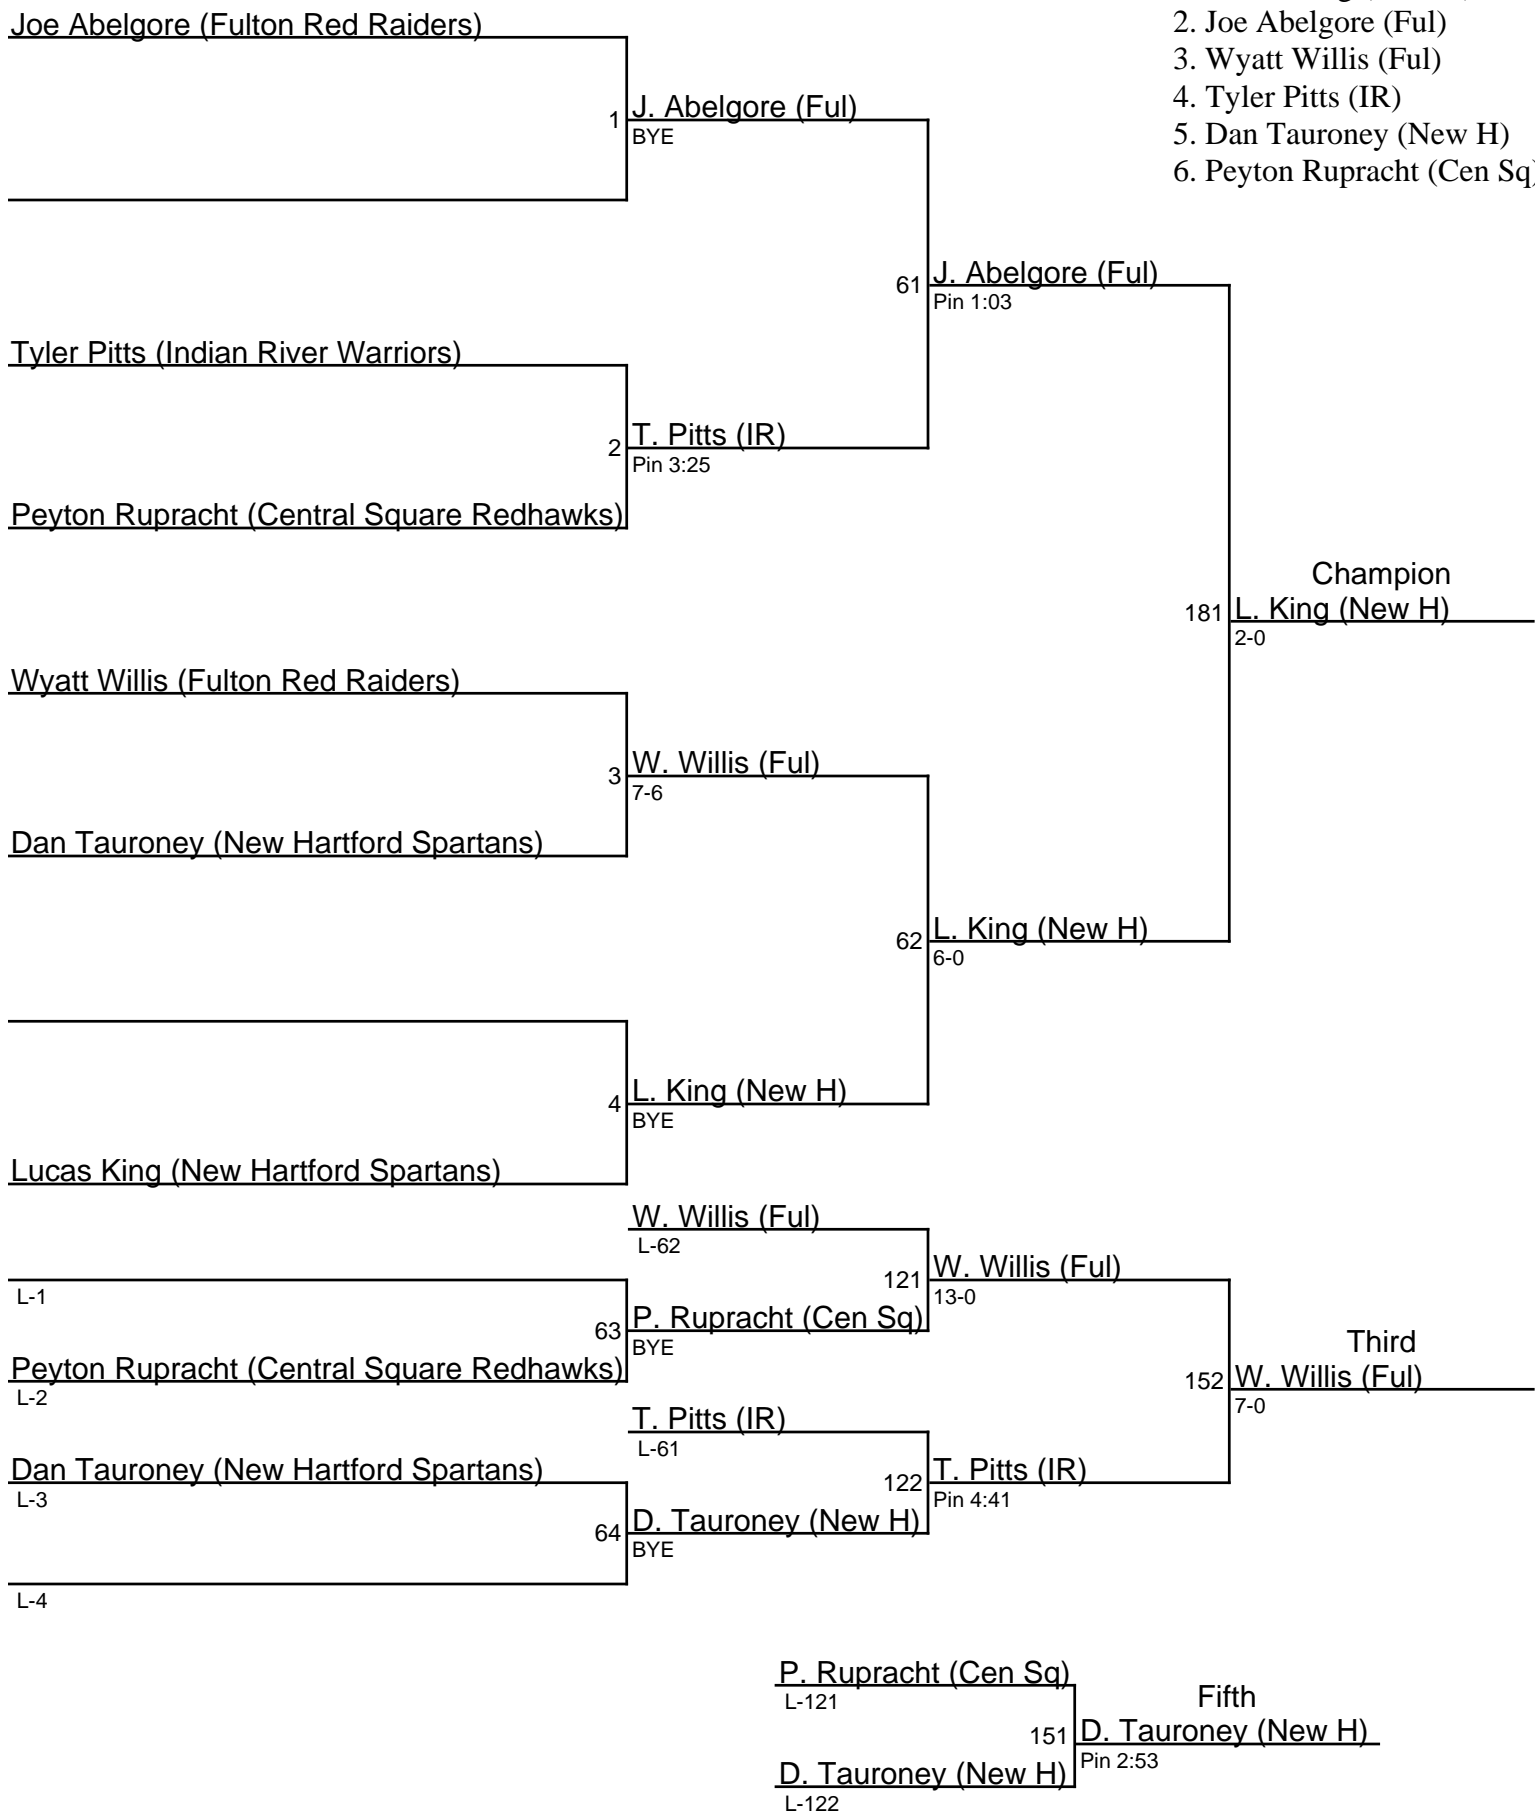 Joe Abelgore (Fulton Red Raiders)
2. Joe Abelgore (Ful)
3. Wyatt Willis (Ful)
4. Tyler Pitts (IR)
5. Dan Tauroney (New H)
6. Peyton Rupracht (Cen Sq)
1
J. Abelgore (Ful)
BYE
61
J. Abelgore (Ful)
Pin 1:03
Tyler Pitts (Indian River Warriors)
2
T. Pitts (IR)
Pin 3:25
Peyton Rupracht (Central Square Redhawks)
Champion
181
L. King (New H)
2-0
Wyatt Willis (Fulton Red Raiders)
3
W. Willis (Ful)
7-6
Dan Tauroney (New Hartford Spartans)
62
L. King (New H)
6-0
4
L. King (New H)
BYE
Lucas King (New Hartford Spartans)
W. Willis (Ful)
L-62
121
W. Willis (Ful)
13-0
L-1
63
P. Rupracht (Cen Sq)
BYE
Peyton Rupracht (Central Square Redhawks)
L-2
Third
152
W. Willis (Ful)
7-0
T. Pitts (IR)
L-61
Dan Tauroney (New Hartford Spartans)
L-3
122
T. Pitts (IR)
Pin 4:41
64
D. Tauroney (New H)
BYE
L-4
P. Rupracht (Cen Sq)
L-121
Fifth
151
D. Tauroney (New H)
Pin 2:53
D. Tauroney (New H)
L-122